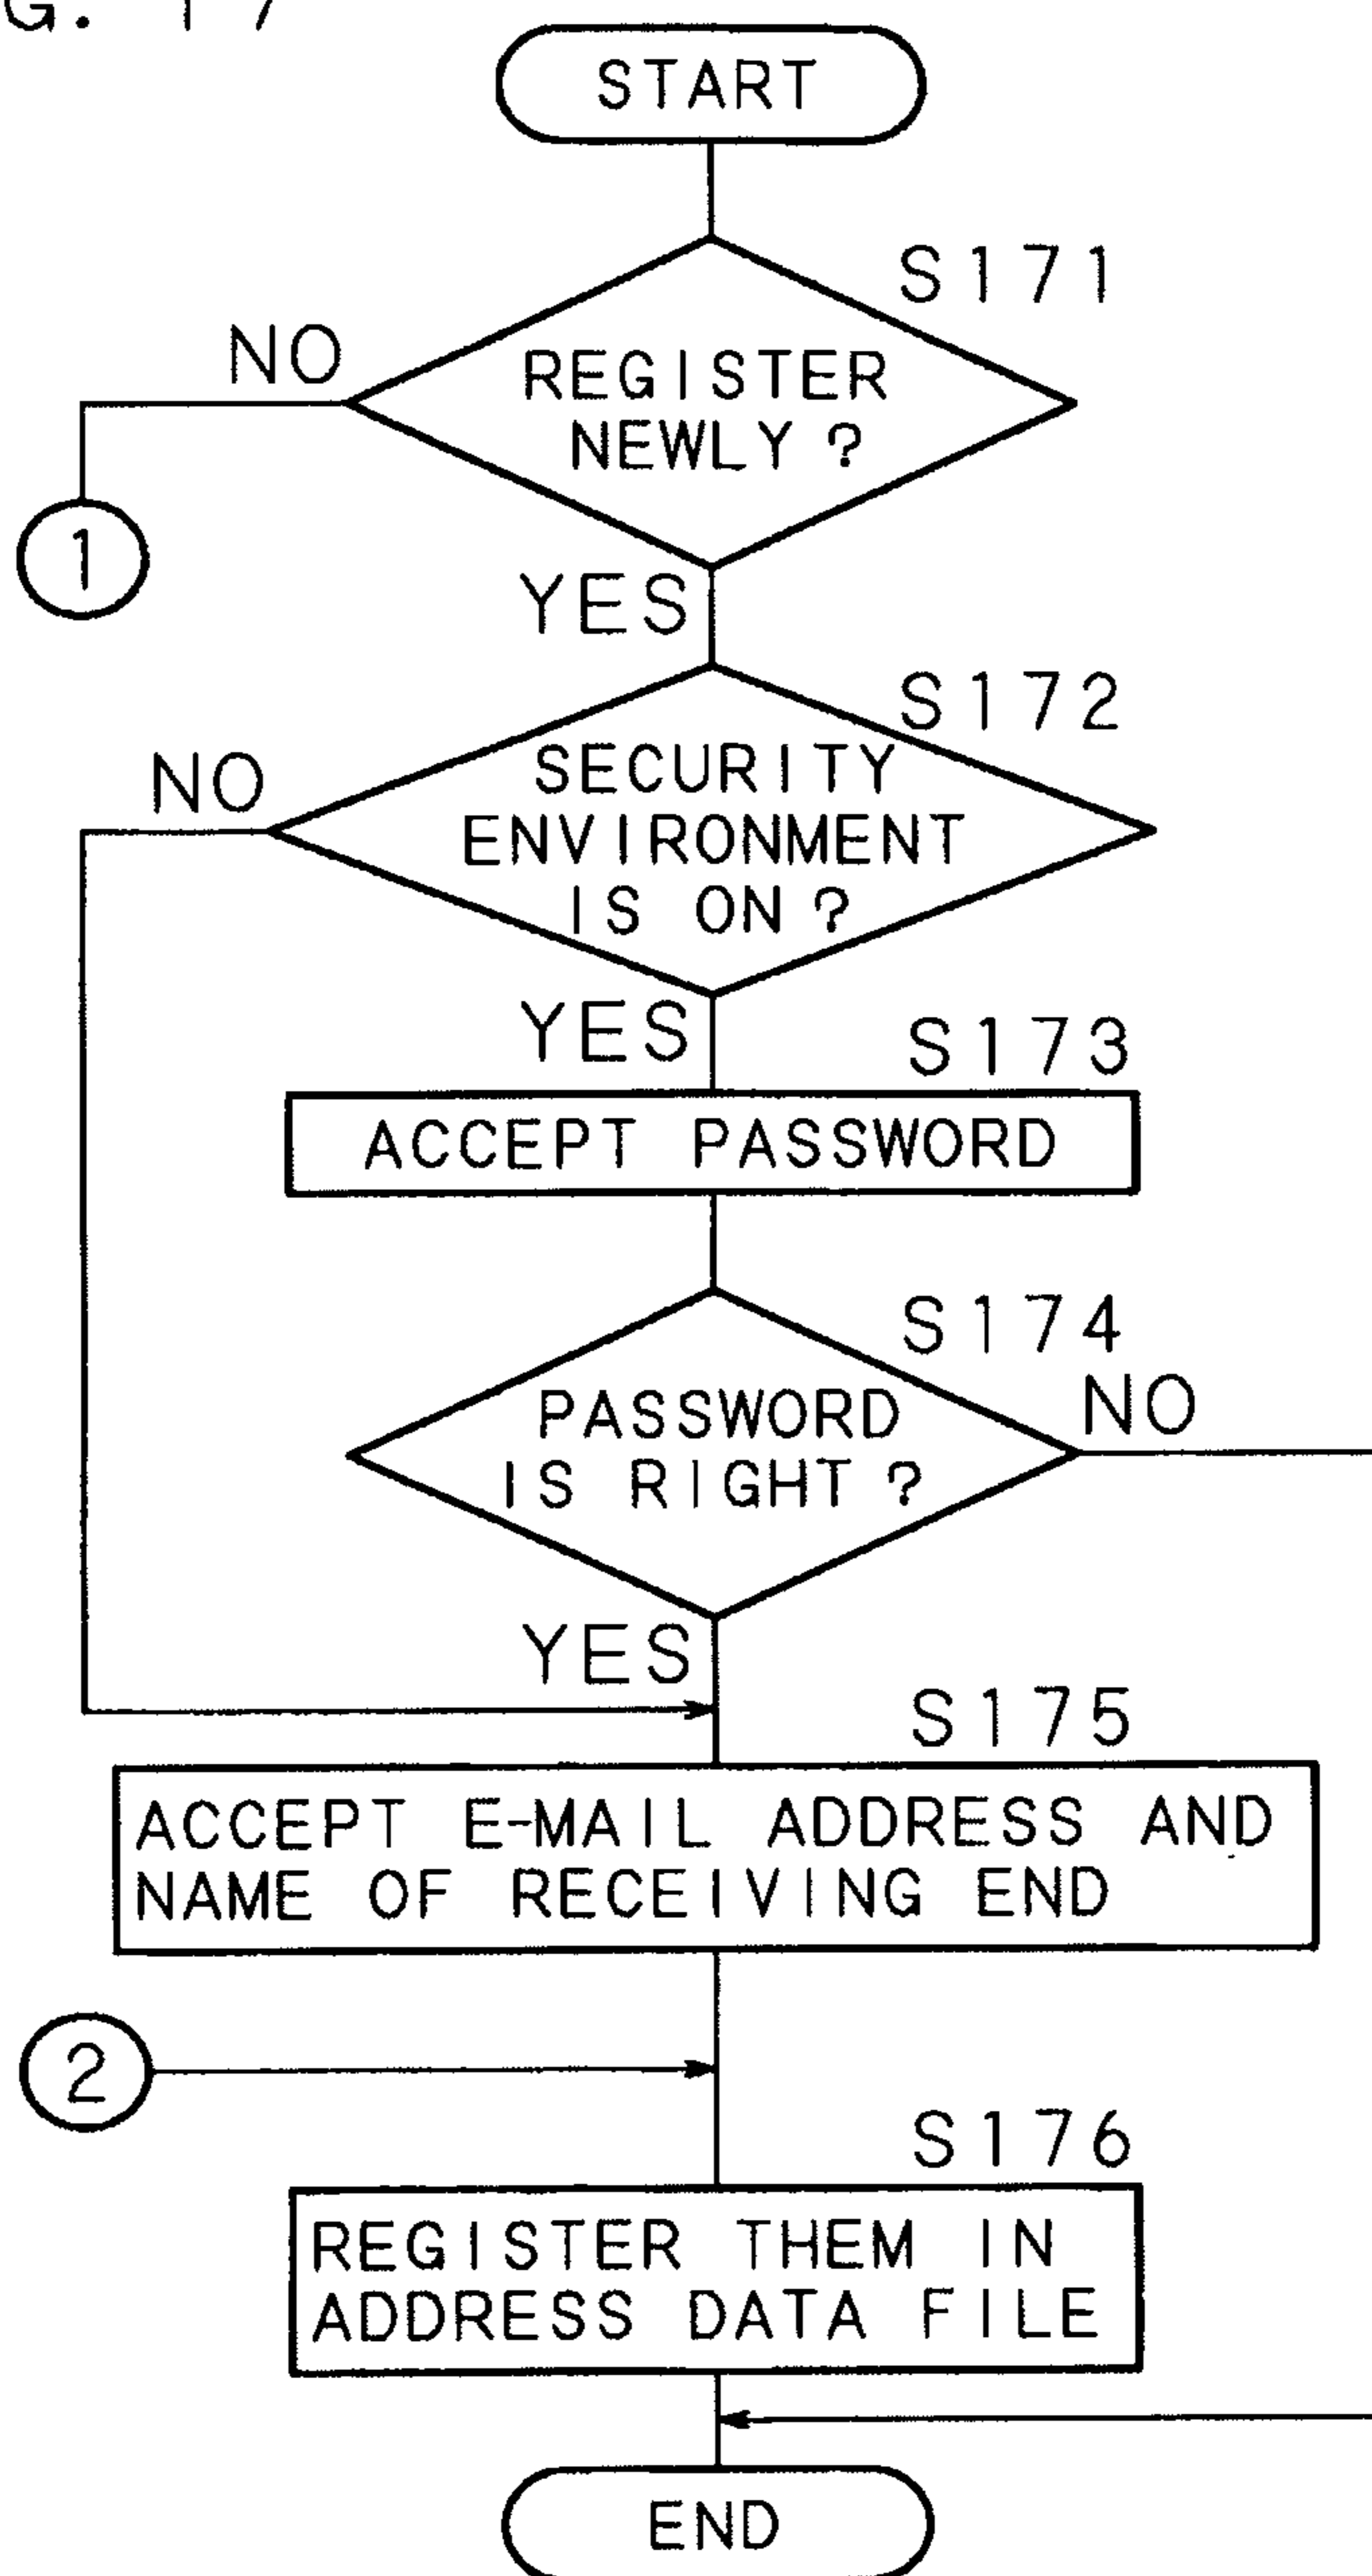 G. 17
START
S171
NO
REGISTER
NEWLY?
1
YES
S172
NO
SECURITY
ENVIRONMENT
IS ON?
YES
S173
ACCEPT PASSWORD
S174
NO
PASSWORD
IS RIGHT?
YES
S175
ACCEPT E-MAIL ADDRESS AND
NAME OF RECEIVING END
2
S176
REGISTER THEM IN
ADDRESS DATA FILE
END